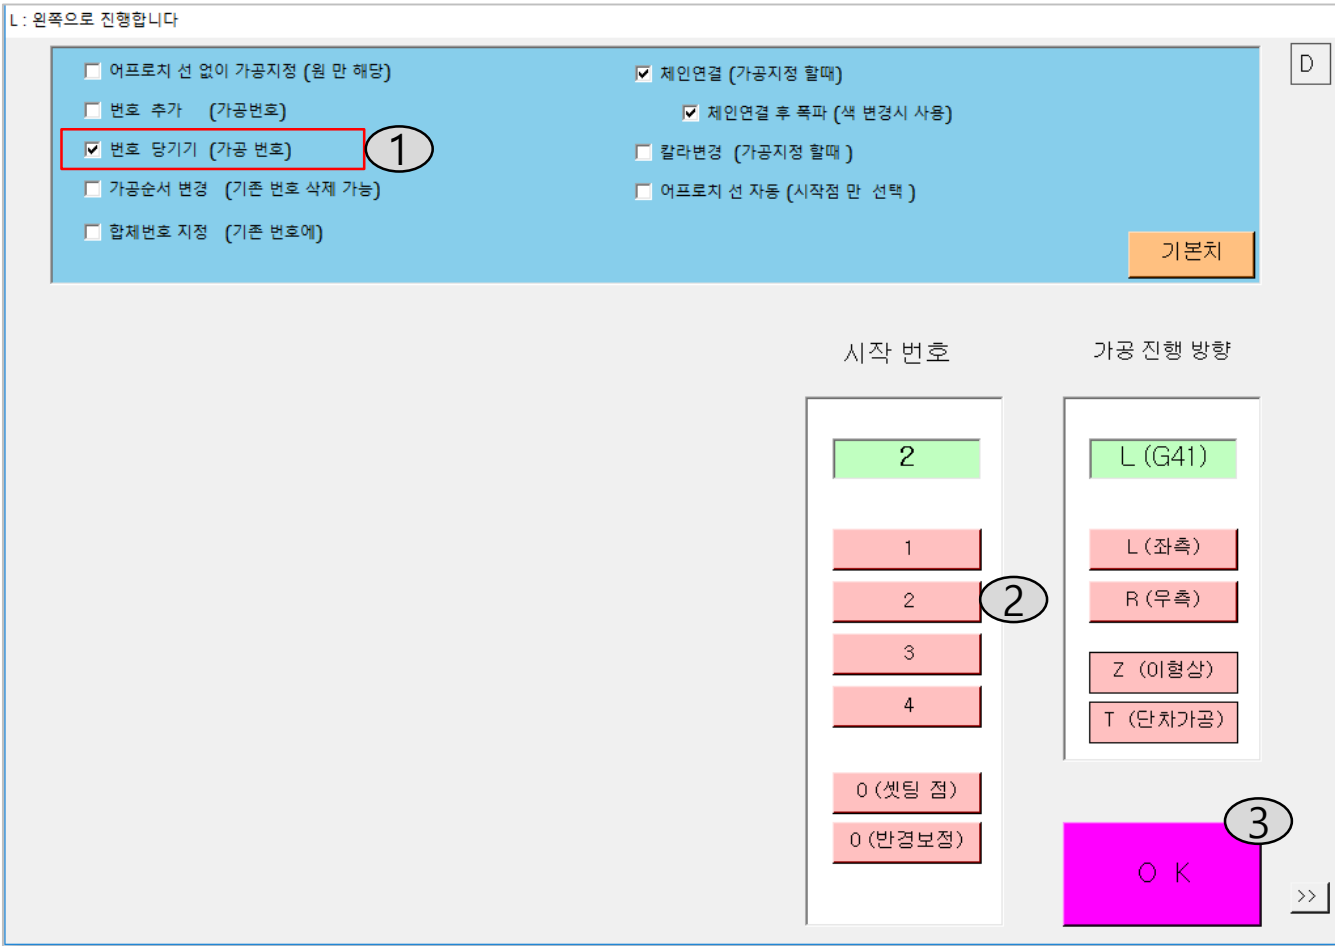 L : 왼쪽으로 진행합니다
D
어프로치 선 없이 가공지정 (원 만 해당)
번호 추가 (가공번호)
번호 당기기 (가공 번호)
1
가공순서 변경 (기존 번호 삭제 가능)
합체번호 지정 (기존 번호에)
체인연결 (가공지정 할때)
체인연결 후 폭파 (색 변경시 사용)
칼라변경 (가공지정 할때 )
어프로치 선 자동 (시작점 만 선택 )
기본치
시작 번호
2
1
2
2
3
4
0 (셋팅 점)
0 (반경보정)
가공 진행 방향
L (G41)
L (좌측)
R (우측)
Z (이형상)
T (단차가공)
3
O K
>>